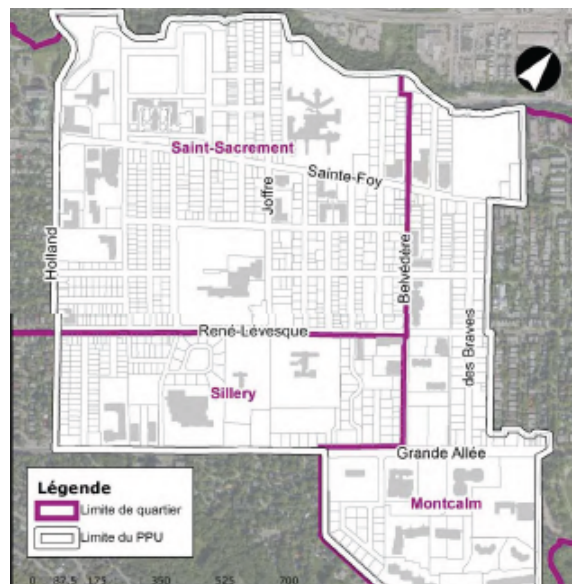 Saint-Sacrement
Sainte-Foy
Joffre
Holland
Belvédère
René-Lévesque
des Braves
Sillery
Grande Allée
Montcalm
Légende
Limite de quartier
Limite du PPU
0 87,5 175 350 525 700